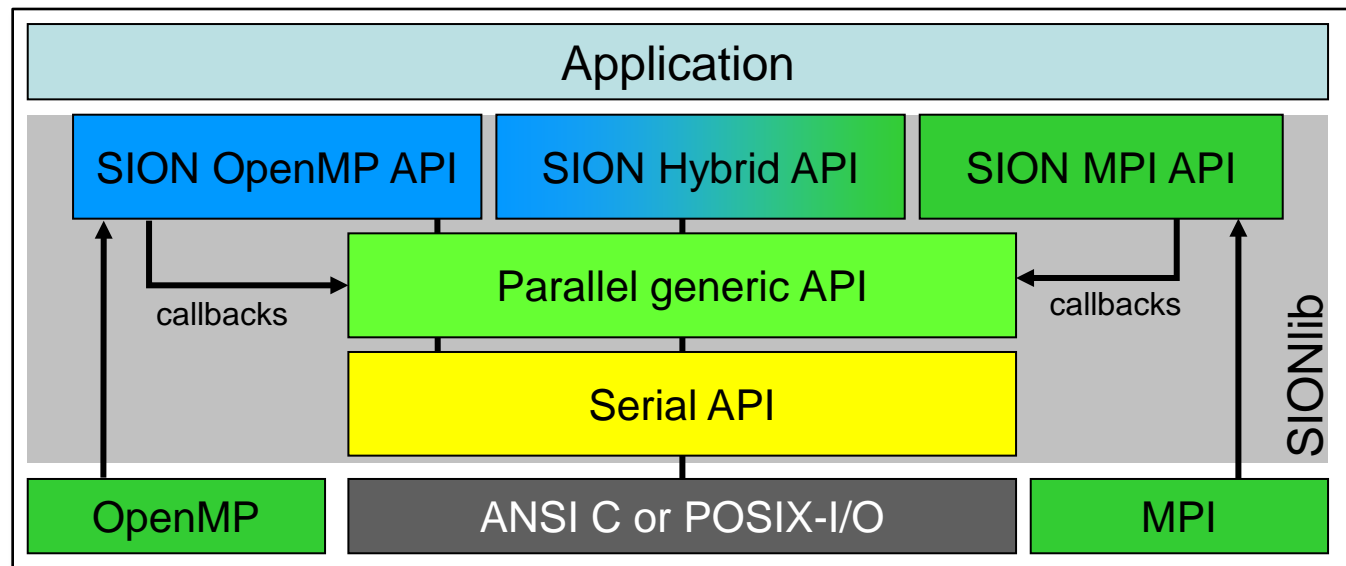 Application
SION OpenMP API
SION Hybrid API
SION MPI API
Parallel generic API
callbacks
callbacks
Serial API
SIONlib
OpenMP
ANSI C or POSIX-I/O
MPI